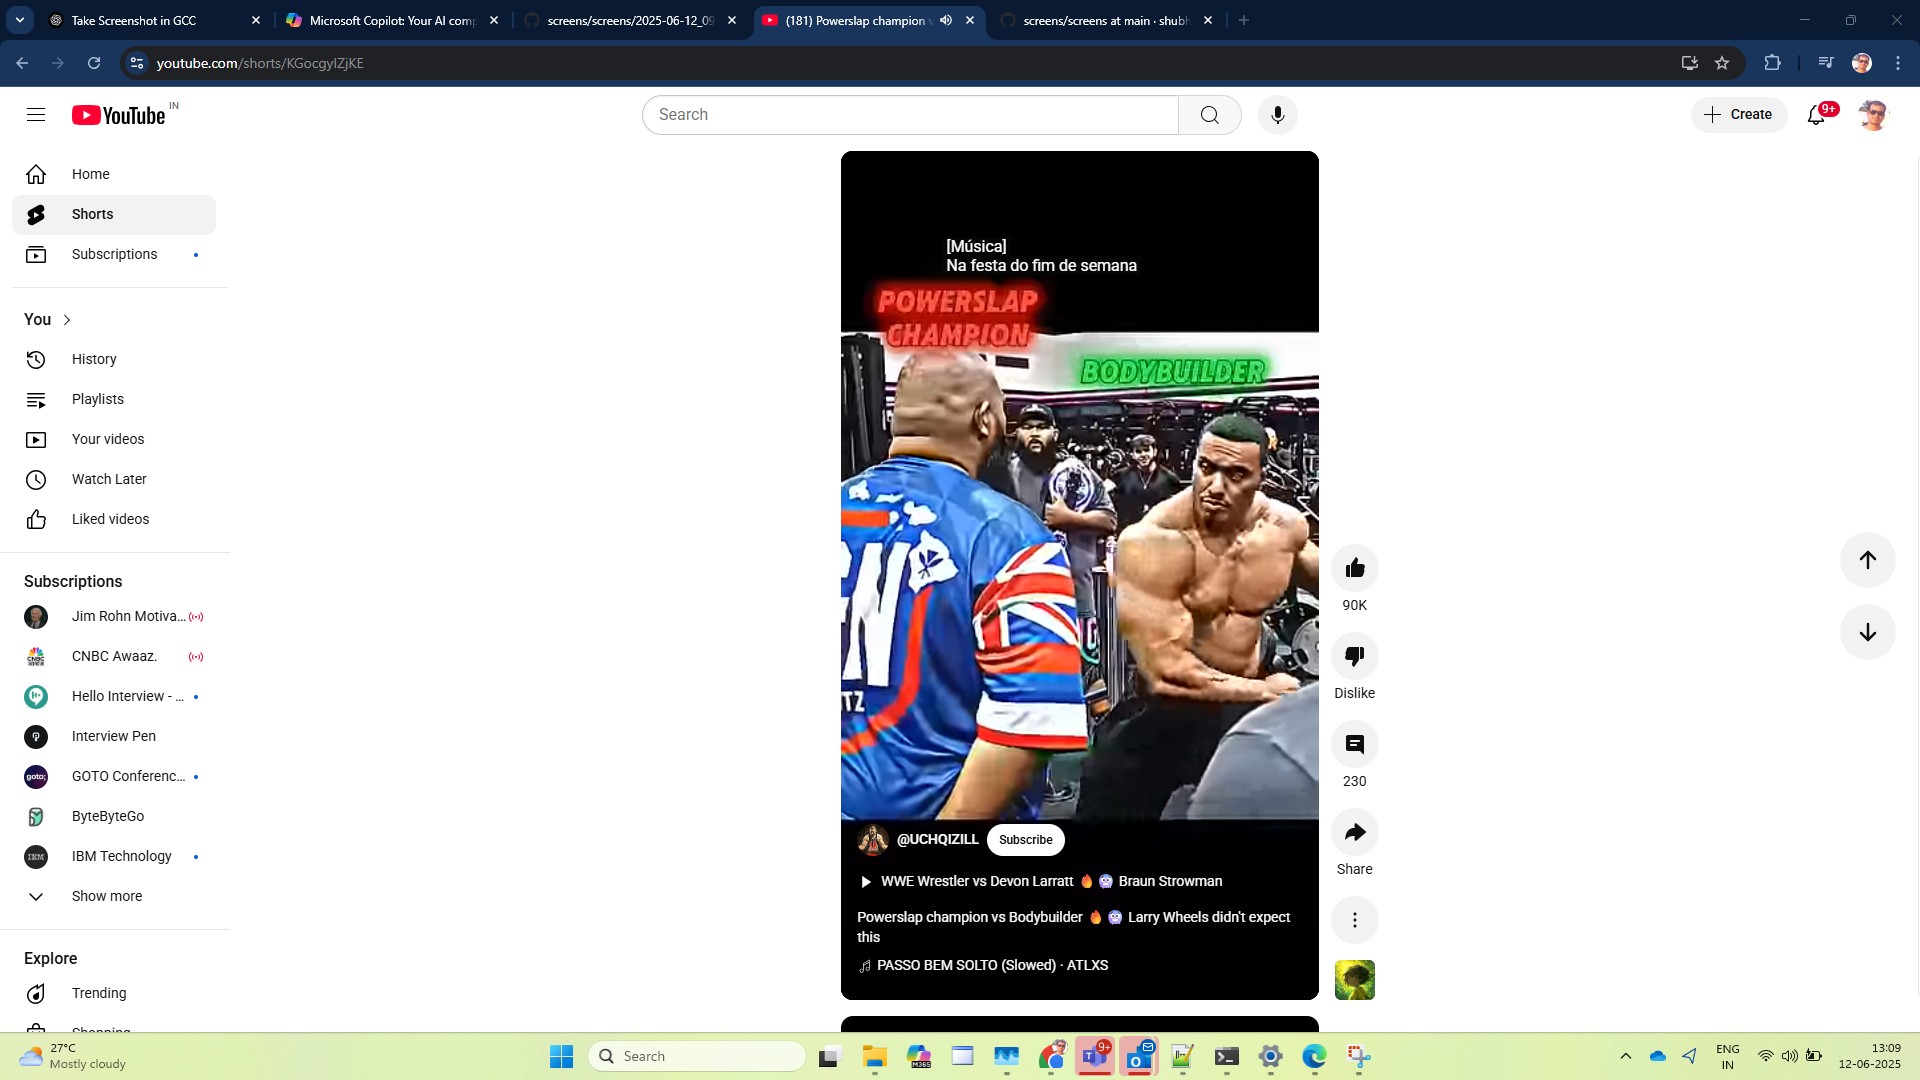 Take Screenshot in GCC
Microsoft Copilot: Your AI comp
screens/screens/2025-06-12_09
(181) Powerslap champion v
screens/screens at main · shubh
youtube.com/shorts/KGocgylZjKE
YouTube IN
Search
Create
9+
Home
Shorts
Subscriptions
You
History
Playlists
Your videos
Watch Later
Liked videos
Subscriptions
Jim Rohn Motiva...
CNBC Awaaz.
Hello Interview - ...
Interview Pen
GOTO Conferenc...
ByteByteGo
IBM Technology
Show more
Explore
Trending
Shopping
[Música]
Na festa do fim de semana
POWERSLAP
CHAMPION
BODYBUILDER
@UCHQIZILL Subscribe
WWE Wrestler vs Devon Larratt 🔥 🥶 Braun Strowman
Powerslap champion vs Bodybuilder 🔥 🥶 Larry Wheels didn't expect
this
PASSO BEM SOLTO (Slowed) · ATLXS
90K
Dislike
230
Share
27°C
Mostly cloudy
Search
M365
9+
ENG
IN
13:09
12-06-2025